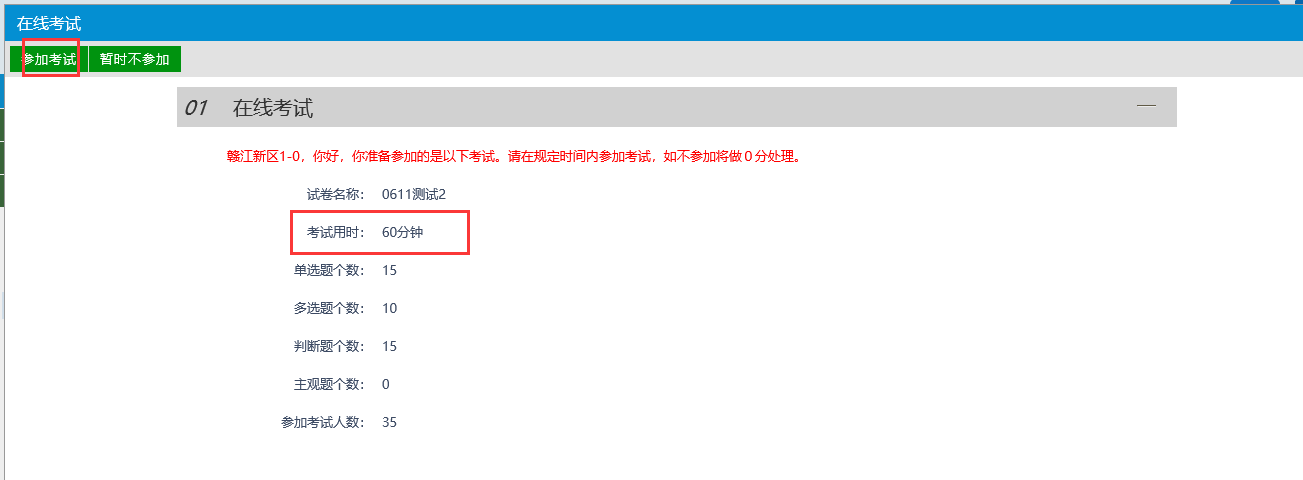 在线考试
参加考试 暂时不参加
01 在线考试
赣江新区1-0，你好，你准备参加的是以下考试。请在规定时间内参加考试，如不参加将做０分处理。
试卷名称： 0611测试2
考试用时： 60分钟
单选题个数： 15
多选题个数： 10
判断题个数： 15
主观题个数： 0
参加考试人数： 35